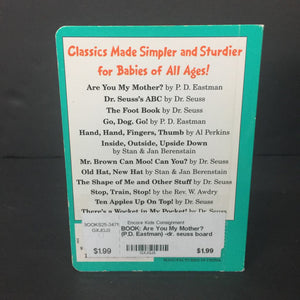 Classics Made Simpler and Sturdier
for Babies of All Ages!
Are You My Mother? by P. D. Eastman
Dr. Seuss's ABC by Dr. Seuss
The Foot Book by Dr. Seuss
Go, Dog. Go! by P. D. Eastman
Hand, Hand, Fingers, Thumb by Al Perkins
Inside, Outside, Upside Down
by Stan & Jan Berenstain
Mr. Brown Can Moo! Can You? by Dr. Seuss
Old Hat, New Hat by Stan & Jan Berenstain
The Shape of Me and Other Stuff by Dr. Seuss
Stop, Train, Stop! by the Rev. W. Awdry
Ten Apples Up On Top! by Dr. Seuss
There's a Wocket in My Pocket! by Dr. Seuss
Encore Kids Consignment
BOOK: Are You My Mother?
(P.D. Eastman) -dr. seuss board
GXJDJS
$1.99
GXJDJS
$1.99